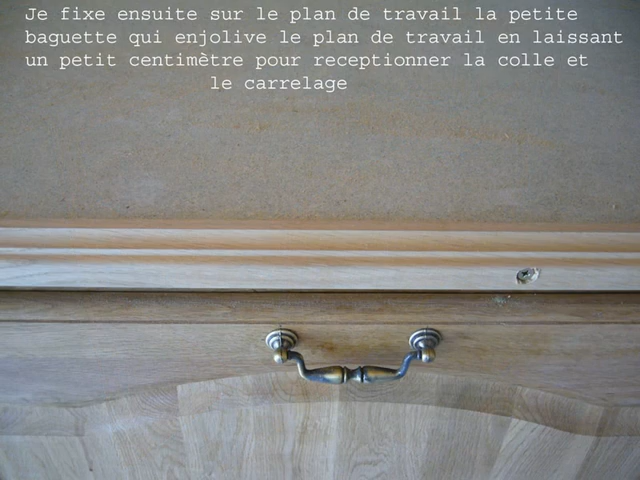 Je fixe ensuite sur le plan de travail la petite
baguette qui enjolive le plan de travail en laissant
un petit centimètre pour receptionner la colle et
le carrelage